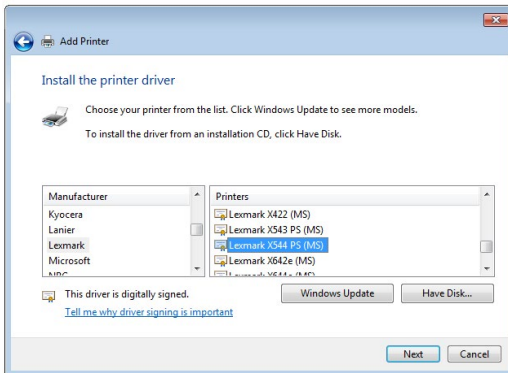 Add Printer
Install the printer driver
Choose your printer from the list. Click Windows Update to see more models.
To install the driver from an installation CD, click Have Disk.
Manufacturer
Kyocera
Lanier
Lexmark
Microsoft
Printers
Lexmark X422 (MS)
Lexmark X543 PS (MS)
Lexmark X544 PS (MS)
Lexmark X642e (MS)
This driver is digitally signed.
Tell me why driver signing is important
Windows Update
Have Disk...
Next
Cancel